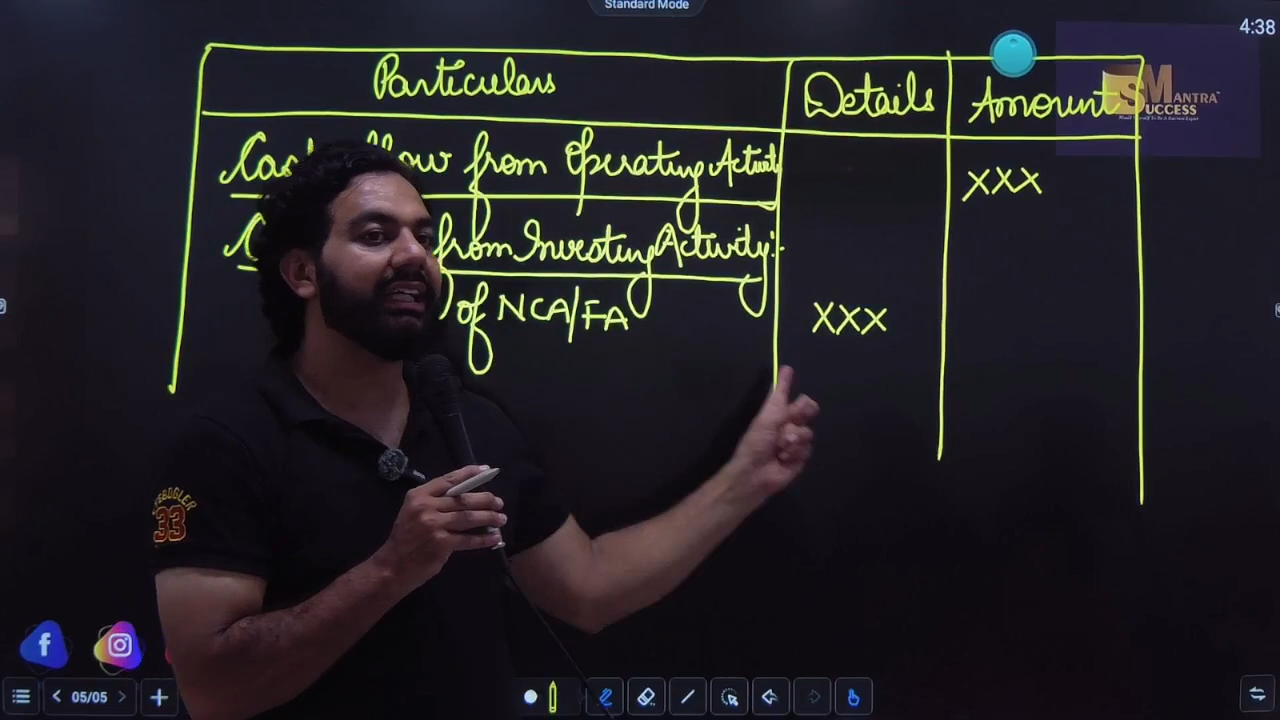 Standard Mode
4:38
Particulars Details Amount
MANTRA
SUCCESS
flow from Operating Activity
XXX
from Investing Activity:-
of NCA/FA XXX
33
05/05